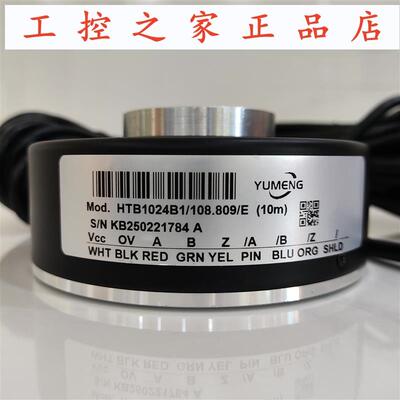 工控之家正品店
YUMENG
Mod. HTB1024B1/108.809/E (10m)
S/N KB250221784 A
Vcc OV A B Z /A /B /Z
WHT BLK RED GRN YEL PIN BLU ORG SHLD